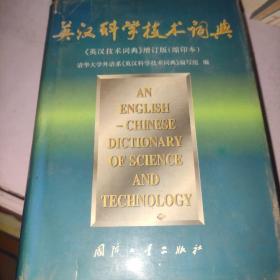 英汉科学技术词典
《英汉技术词典》增订版(缩印本)
清华大学外语系《英汉科学技术词典》编写组 编
AN
ENGLISH
-CHINESE
DICTIONARY
OF SCIENCE
AND
TECHNOLOGY
国防工业出版社